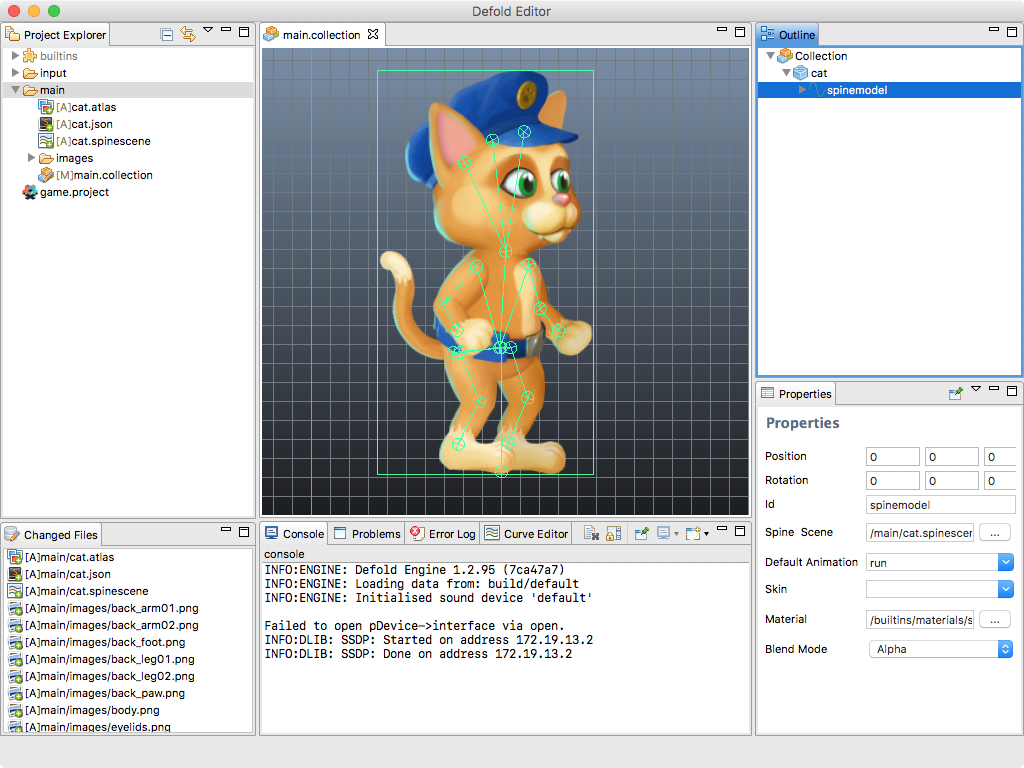 Defold Editor
Project Explorer
builtins
input
main
[A]cat.atlas
[A]cat.json
[A]cat.spinescene
images
[M]main.collection
game.project
main.collection
Outline
Collection
cat
spinemodel
Properties
Properties
Position 0 0 0
Rotation 0 0 0
Id spinemodel
Spine Scene /main/cat.spinescer ...
Default Animation run
Skin
Material /builtins/materials/s ...
Blend Mode Alpha
Changed Files
[A]main/cat.atlas
[A]main/cat.json
[A]main/cat.spinescene
[A]main/images/back_arm01.png
[A]main/images/back_arm02.png
[A]main/images/back_foot.png
[A]main/images/back_leg01.png
[A]main/images/back_leg02.png
[A]main/images/back_paw.png
[A]main/images/body.png
[A]main/images/eyelids.png
Console Problems Error Log Curve Editor
console
INFO:ENGINE: Defold Engine 1.2.95 (7ca47a7)
INFO:ENGINE: Loading data from: build/default
INFO:ENGINE: Initialised sound device 'default'
Failed to open pDevice->interface via open.
INFO:DLIB: SSDP: Started on address 172.19.13.2
INFO:DLIB: SSDP: Done on address 172.19.13.2